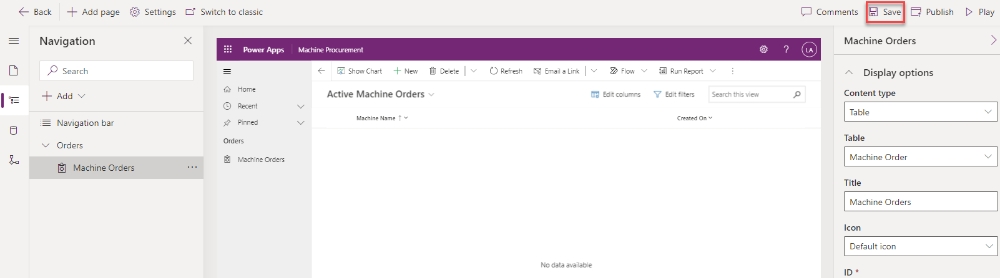 Back
Add page
Settings
Switch to classic
Comments
Save
Publish
Play
Navigation
Search
Add
Navigation bar
Orders
Machine Orders
Power Apps
Machine Procurement
?
LA
Show Chart
New
Delete
Refresh
Email a Link
Flow
Run Report
Home
Recent
Pinned
Orders
Machine Orders
Active Machine Orders
Edit columns
Edit filters
Search this view
Machine Name
Created On
No data available
Machine Orders
Display options
Content type
Table
Table
Machine Order
Title
Machine Orders
Icon
Default icon
ID *